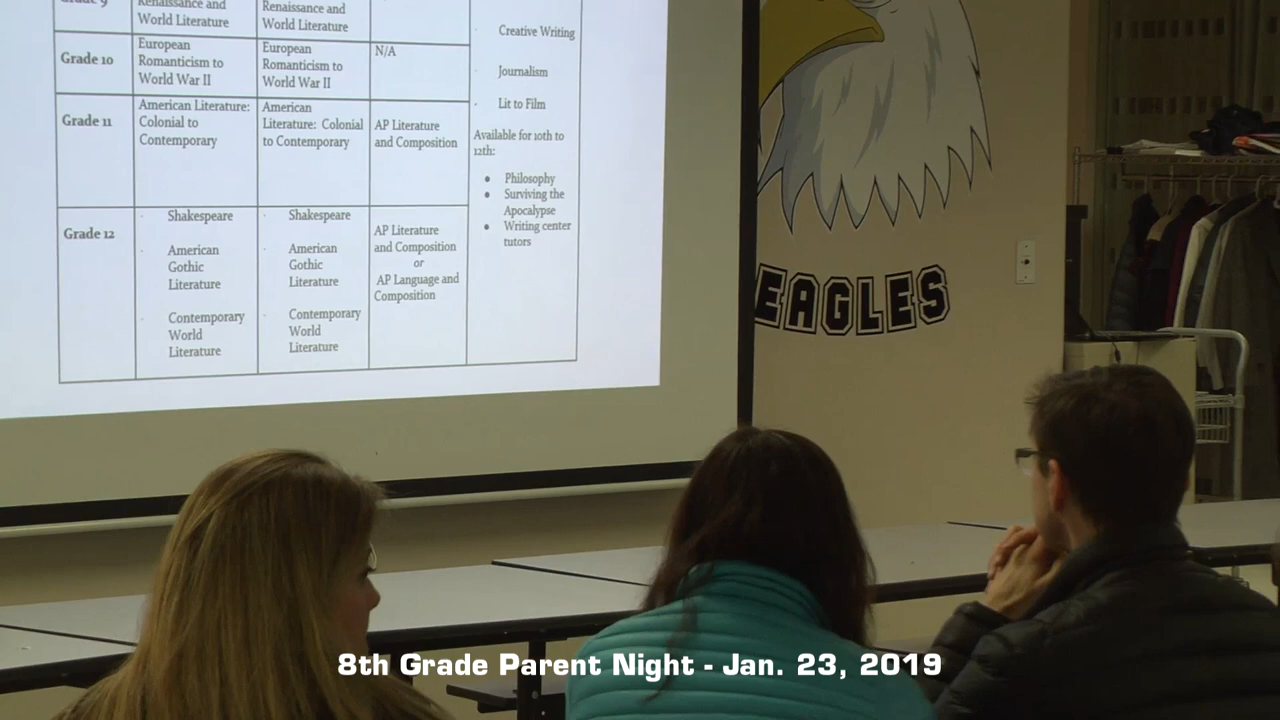 Grade 9
Renaissance and
World Literature
Renaissance and
World Literature
Grade 10
European
Romanticism to
World War II
European
Romanticism to
World War II
N/A
Grade 11
American Literature:
Colonial to
Contemporary
American
Literature: Colonial
to Contemporary
AP Literature
and Composition
Grade 12
Shakespeare
American
Gothic
Literature
Contemporary
World
Literature
Shakespeare
American
Gothic
Literature
Contemporary
World
Literature
AP Literature
and Composition
or
AP Language and
Composition
Creative Writing
Journalism
Lit to Film
Available for 10th to
12th:
● Philosophy
● Surviving the
Apocalypse
● Writing center
tutors
EAGLES
8th Grade Parent Night - Jan. 23, 2019